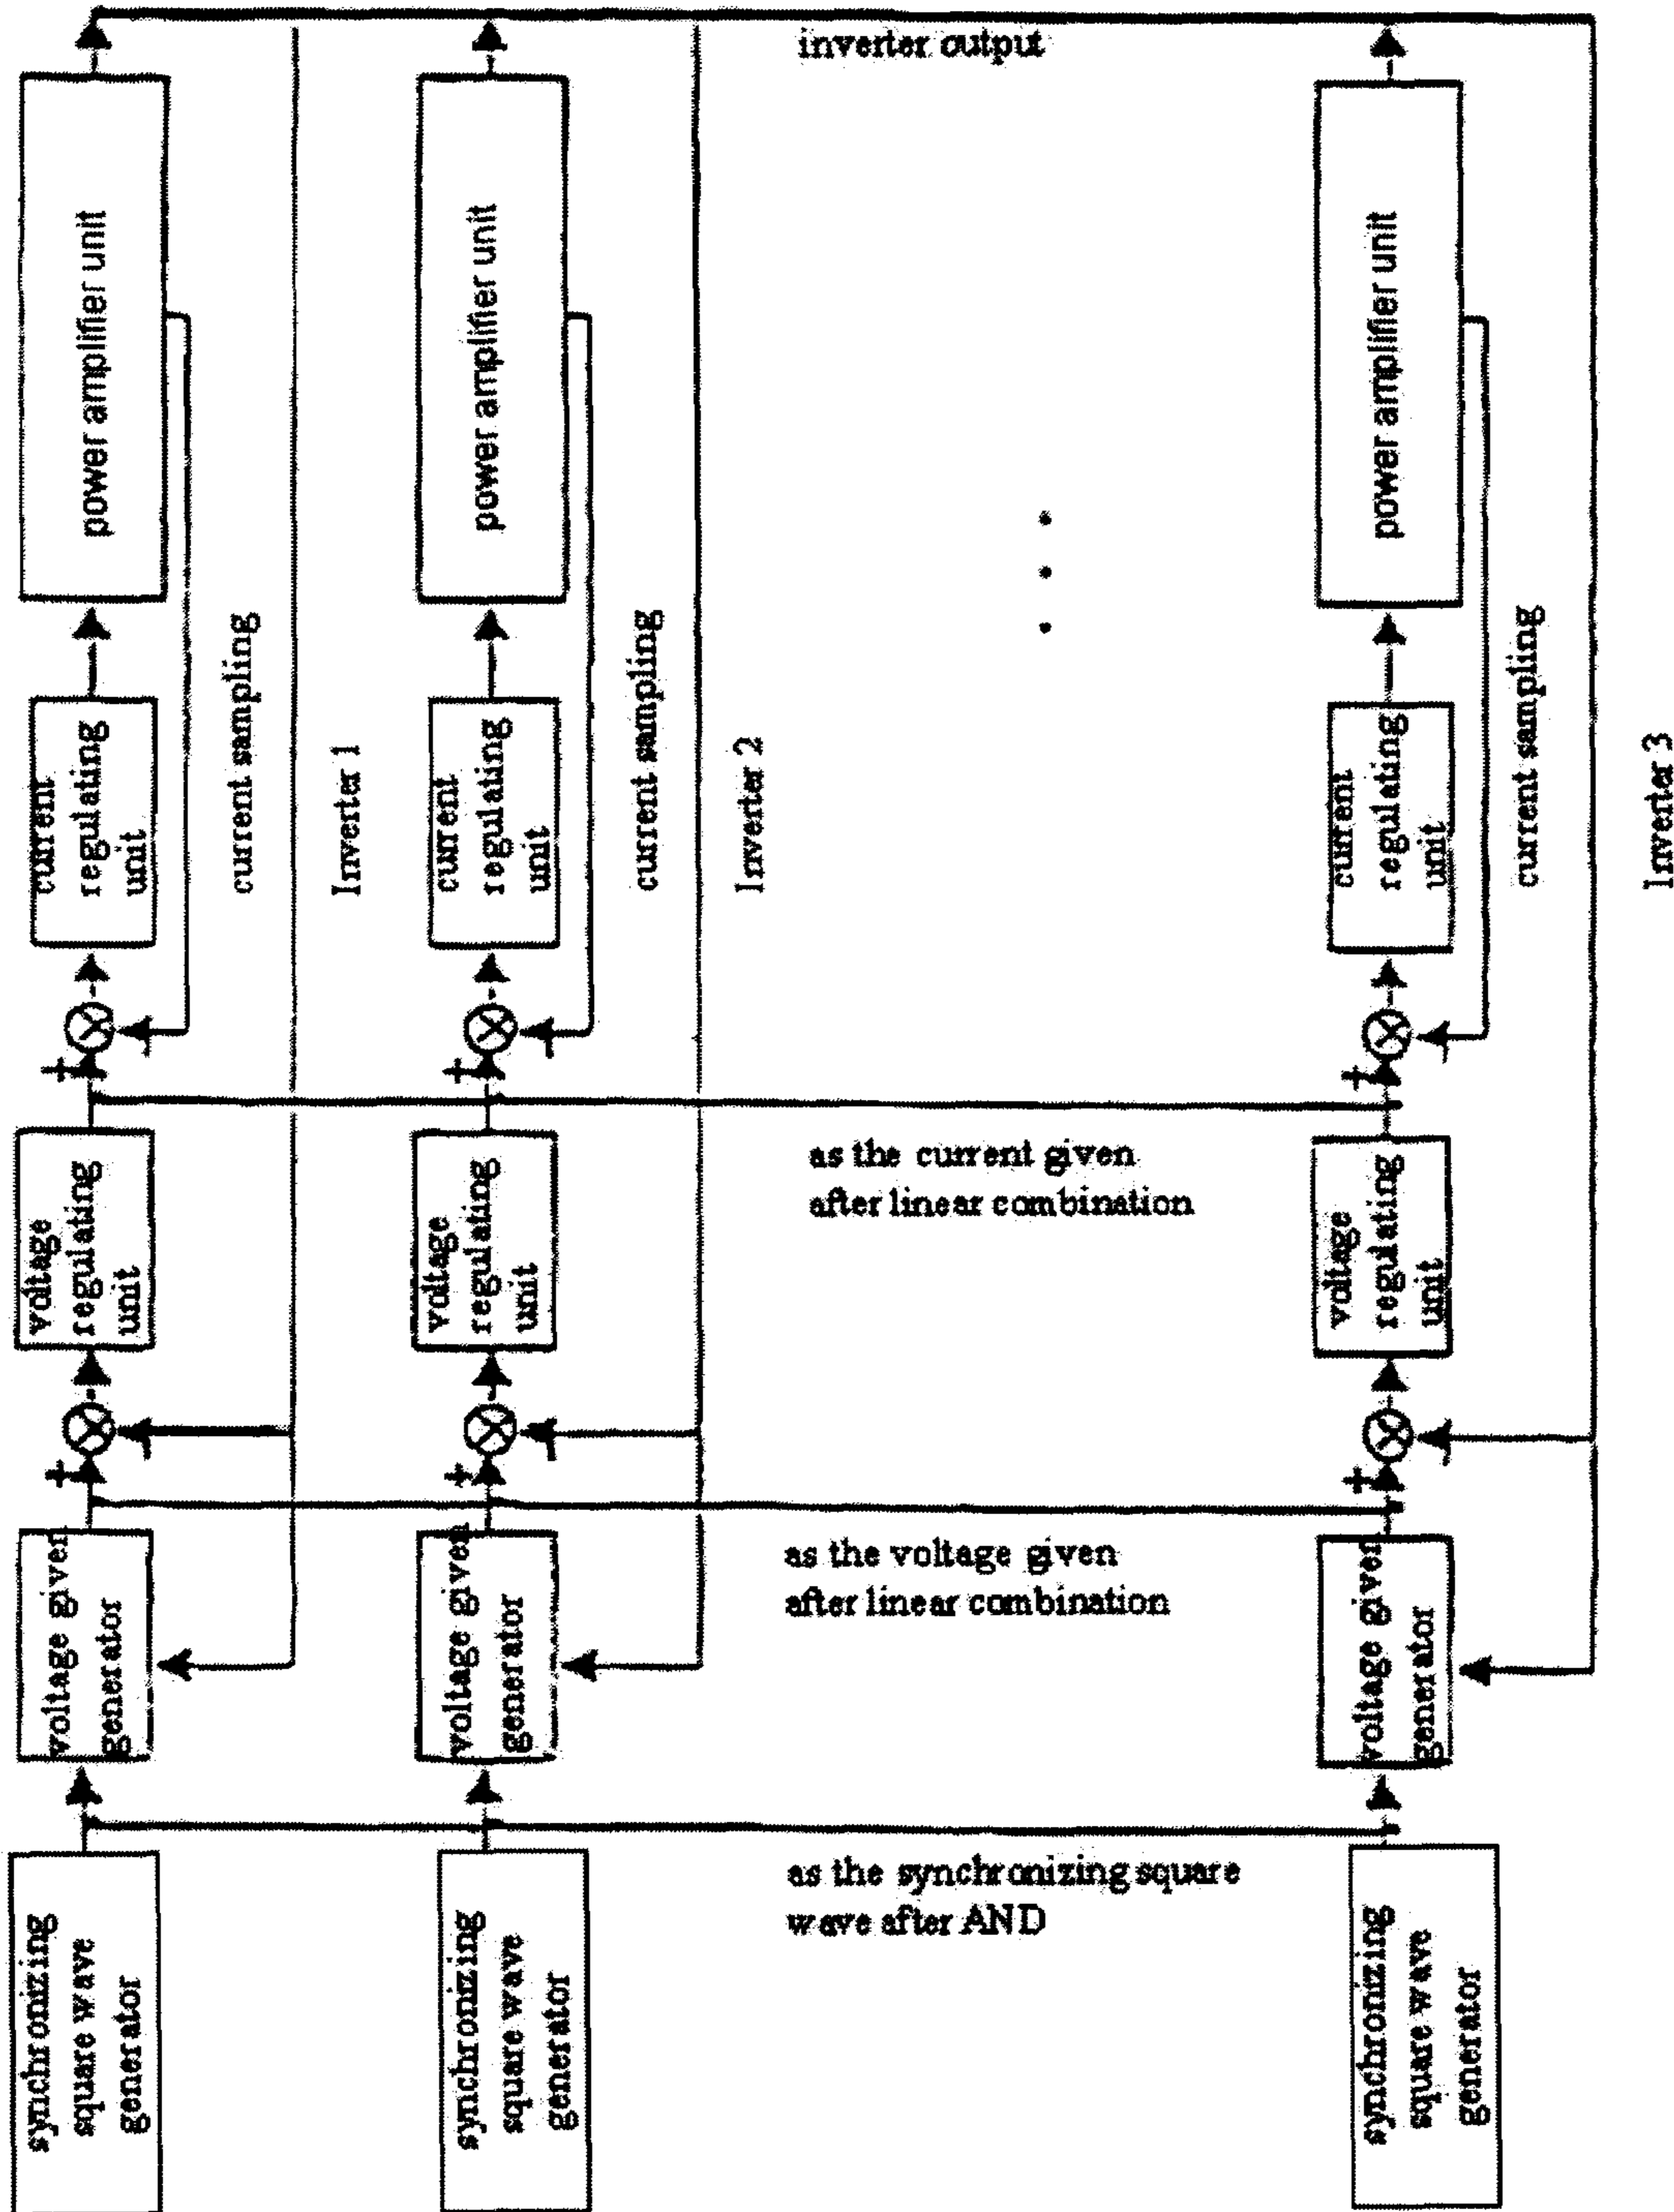 inverter output
power amplifier unit
power amplifier unit
power amplifier unit
current
regulating
unit
current sampling
Inverter 1
current
regulating
unit
current sampling
Inverter 2
current
regulating
unit
current sampling
Inverter 3
voltage
regulating
unit
voltage
regulating
unit
as the current given
after linear combination
voltage
regulating
unit
voltage given
generator
voltage given
generator
as the voltage given
after linear combination
voltage given
generator
synchronizing
square wave
generator
synchronizing
square wave
generator
as the synchronizing square
wave after AND
synchronizing
square wave
generator